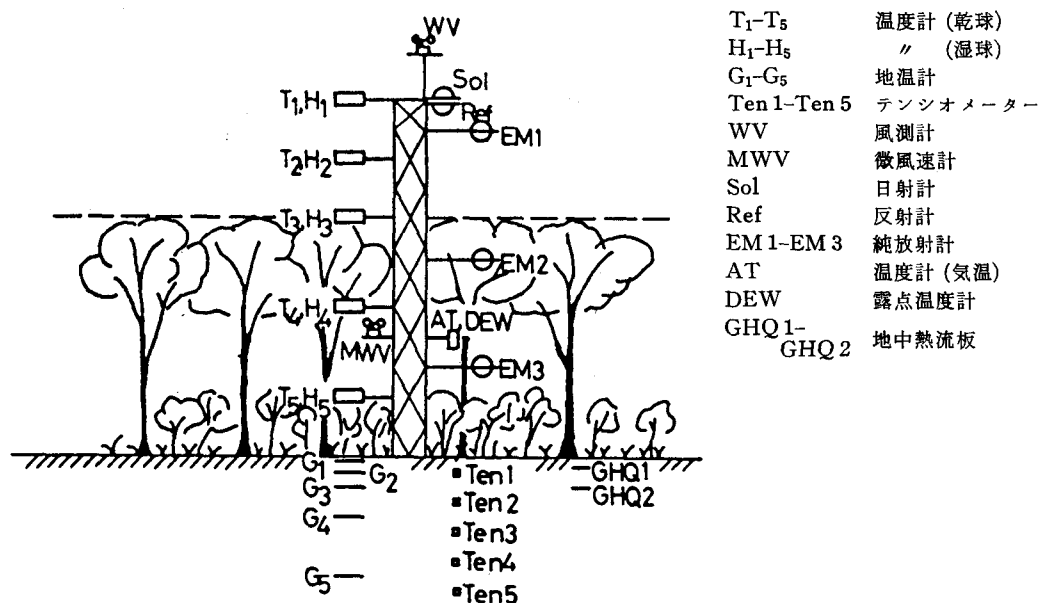 WV
Sol
T₁,H₁
Ref
EM1
T₂,H₂
T₃,H₃
EM2
T₄,H₄
AT,DEW
MWV
EM3
T₅,H₅
G₁
G₂
G₃
G₄
G₅
Ten1
Ten2
Ten3
Ten4
Ten5
GHQ1
GHQ2
T₁–T₅ 温度計 (乾球)
H₁–H₅ 〃 (湿球)
G₁–G₅ 地温計
Ten 1–Ten 5 テンシオメーター
WV 風測計
MWV 微風速計
Sol 日射計
Ref 反射計
EM 1–EM 3 純放射計
AT 温度計 (気温)
DEW 露点温度計
GHQ 1–
GHQ 2 地中熱流板